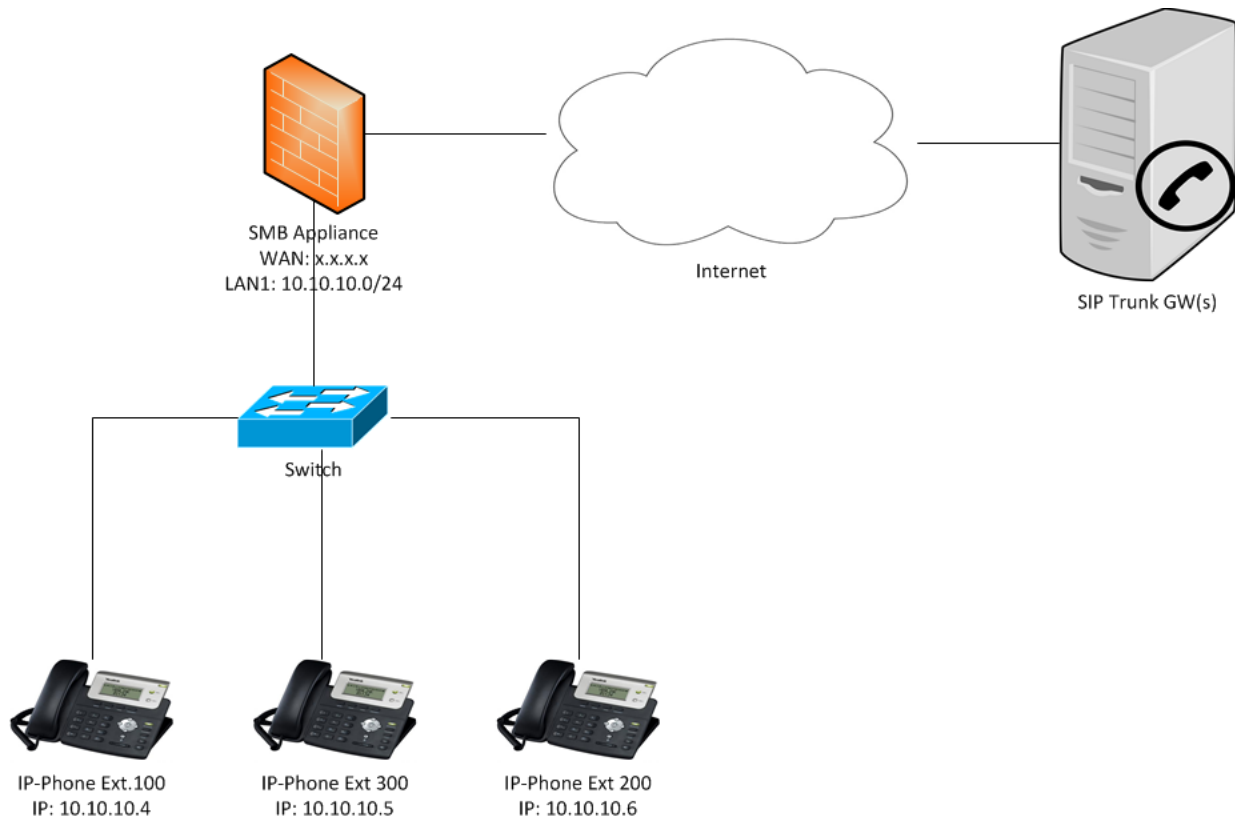 SMB Appliance
WAN: x.x.x.x
LAN1: 10.10.10.0/24
Internet
SIP Trunk GW(s)
Switch
IP-Phone Ext.100
IP: 10.10.10.4
IP-Phone Ext 300
IP: 10.10.10.5
IP-Phone Ext 200
IP: 10.10.10.6